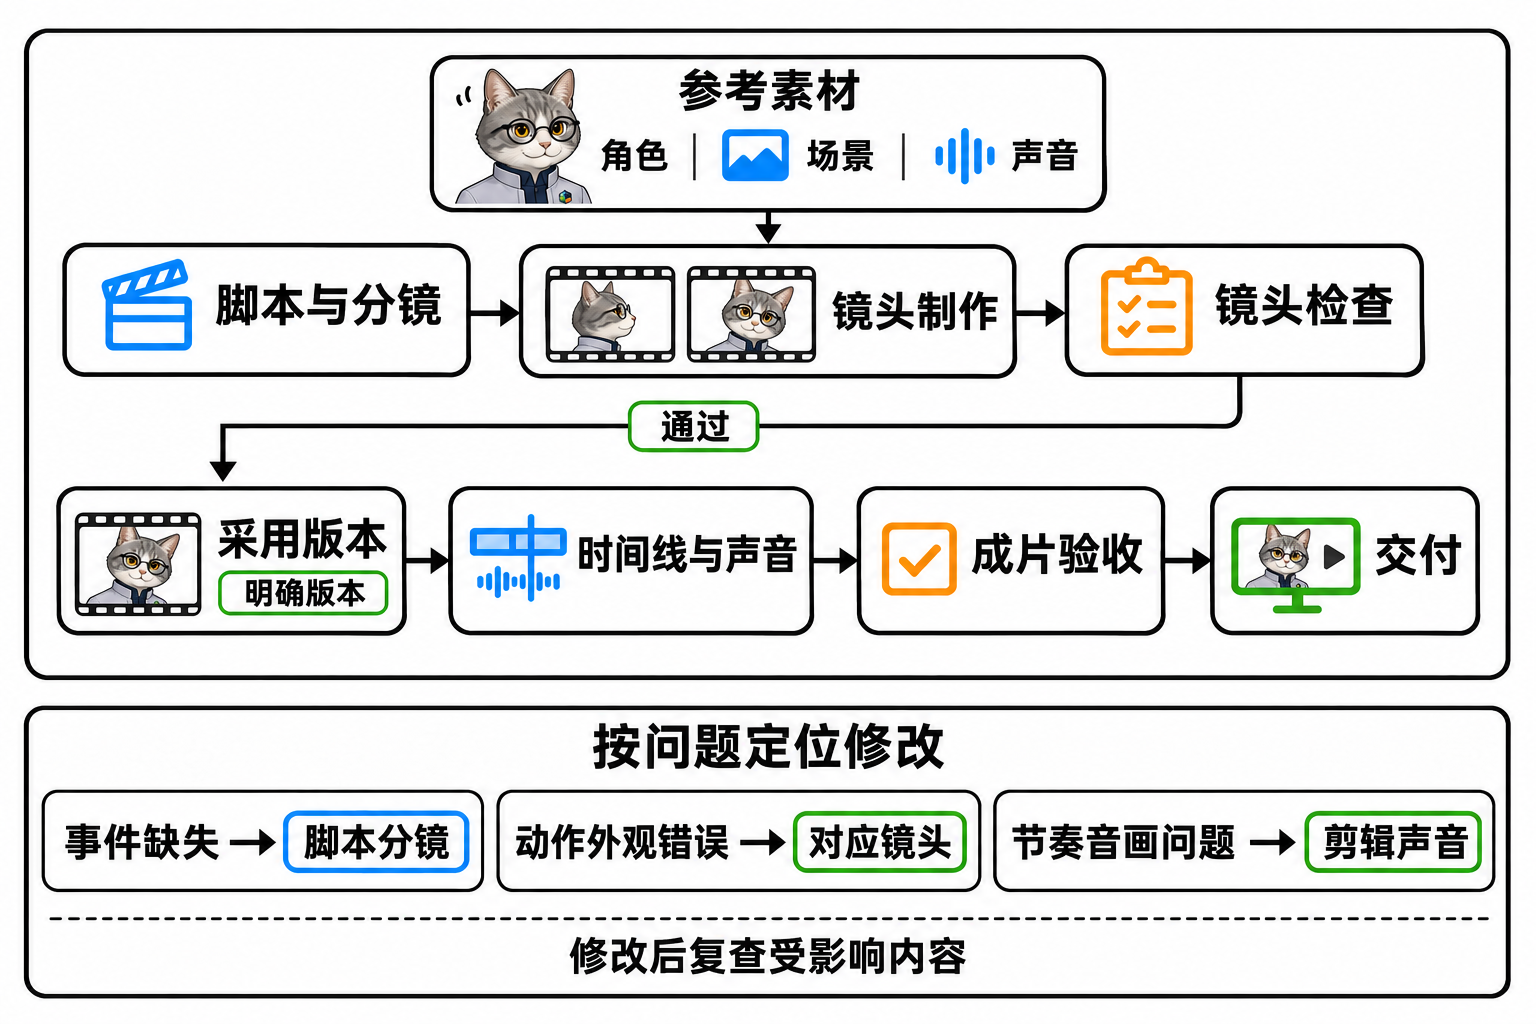 参考素材
角色
场景
声音
脚本与分镜
镜头制作
镜头检查
通过
采用版本
明确版本
时间线与声音
成片验收
交付
按问题定位修改
事件缺失
脚本分镜
动作外观错误
对应镜头
节奏音画问题
剪辑声音
修改后复查受影响内容